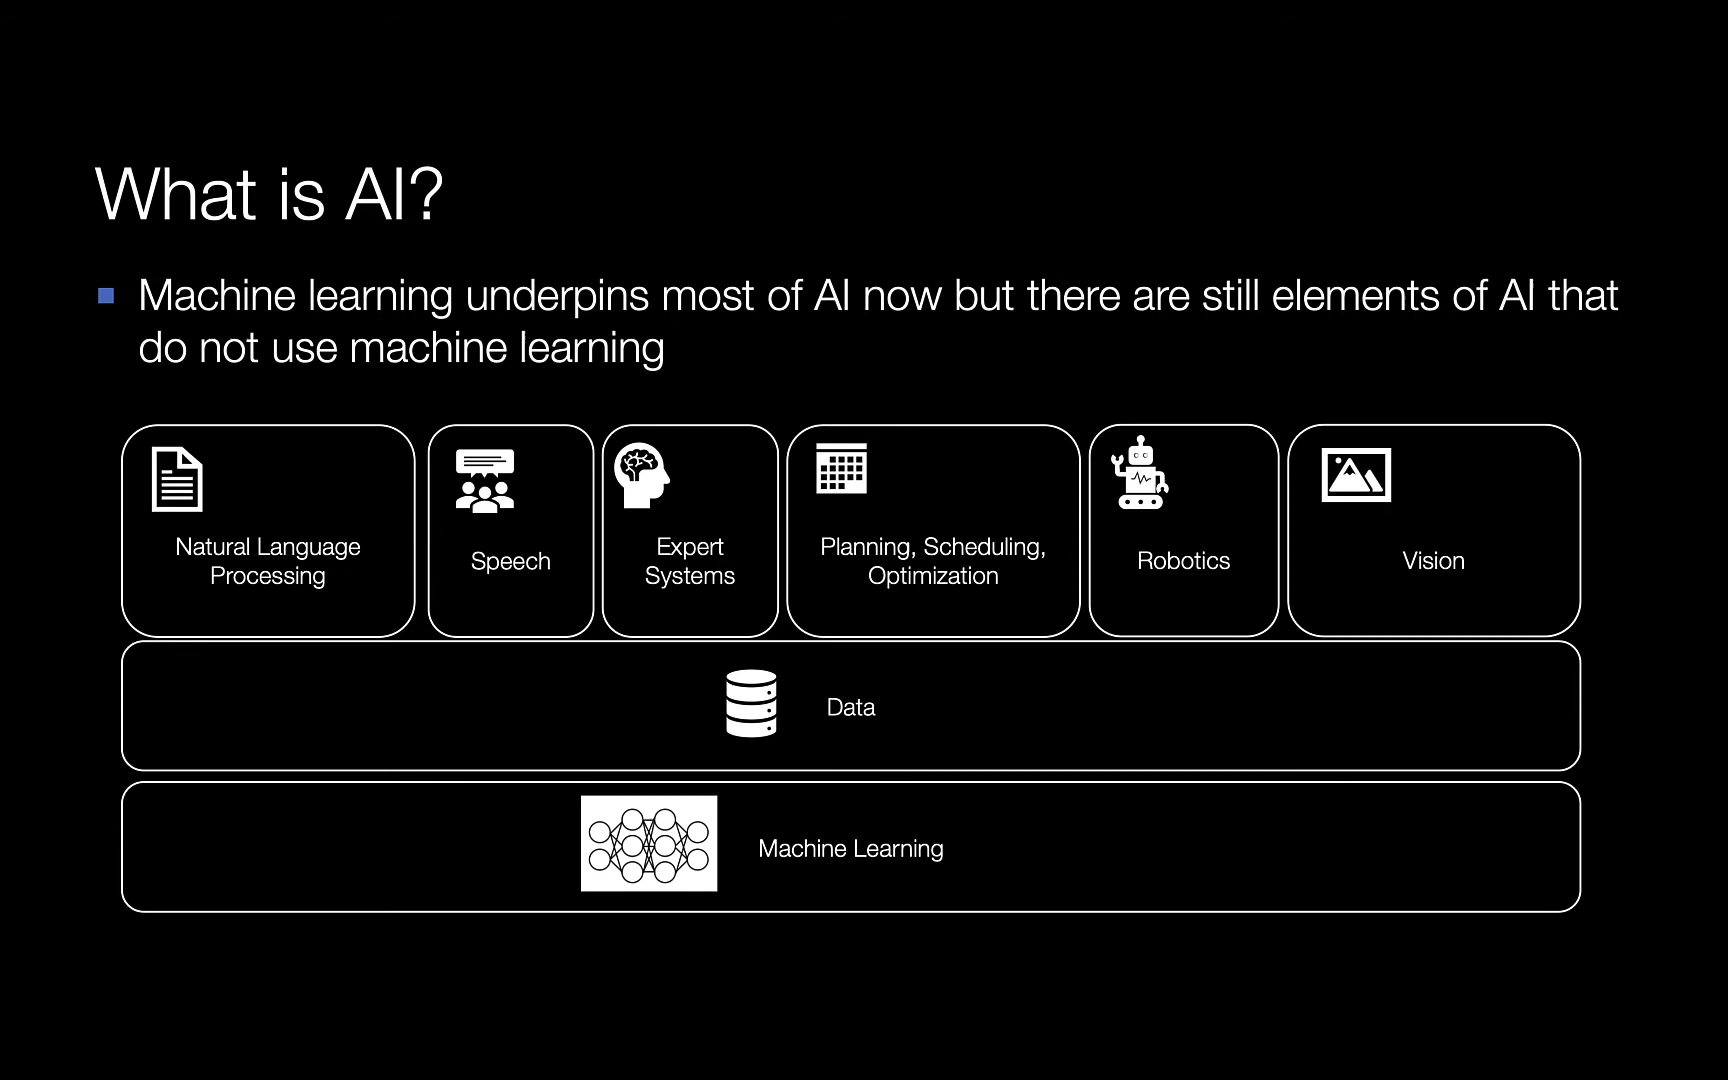 What is AI?
Machine learning underpins most of AI now but there are still elements of AI that
do not use machine learning
Natural Language
Processing
Speech
Expert
Systems
Planning, Scheduling,
Optimization
Robotics
Vision
Data
Machine Learning